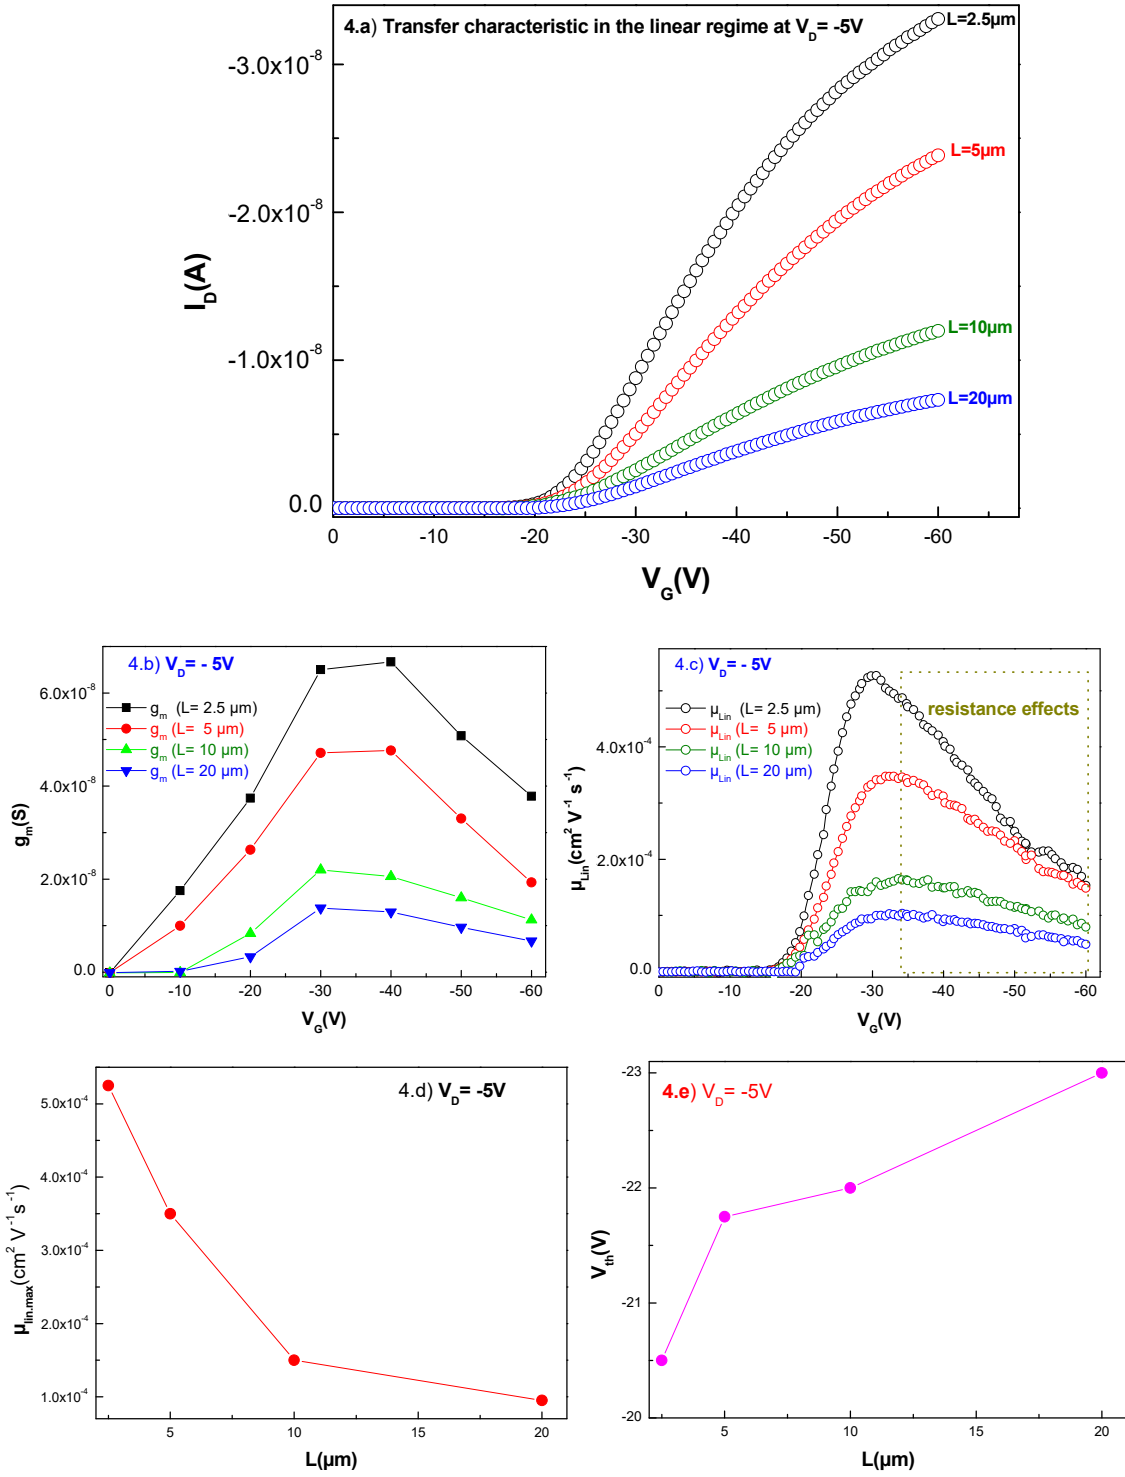 4.a) Transfer characteristic in the linear regime at V_D= -5V
L=2.5µm
L=5µm
L=10µm
L=20µm
-3.0x10^-8
-2.0x10^-8
-1.0x10^-8
0.0
I_D(A)
0 -10 -20 -30 -40 -50 -60
V_G(V)
4.b) V_D= - 5V
g_m (L= 2.5 µm)
g_m (L= 5 µm)
g_m (L= 10 µm)
g_m (L= 20 µm)
6.0x10^-8
4.0x10^-8
2.0x10^-8
0.0
g_m(S)
0 -10 -20 -30 -40 -50 -60
V_G(V)
4.c) V_D= - 5V
resistance effects
µ_Lin (L= 2.5 µm)
µ_Lin (L= 5 µm)
µ_Lin (L= 10 µm)
µ_Lin (L= 20 µm)
4.0x10^-4
2.0x10^-4
0.0
µ_Lin(cm^2 V^-1 s^-1)
0 -10 -20 -30 -40 -50 -60
V_G(V)
4.d) V_D= -5V
5.0x10^-4
4.0x10^-4
3.0x10^-4
2.0x10^-4
1.0x10^-4
µ_lin.max(cm^2 V^-1 s^-1)
5 10 15 20
L(µm)
4.e) V_D= -5V
-23
-22
-21
-20
V_th(V)
5 10 15 20
L(µm)